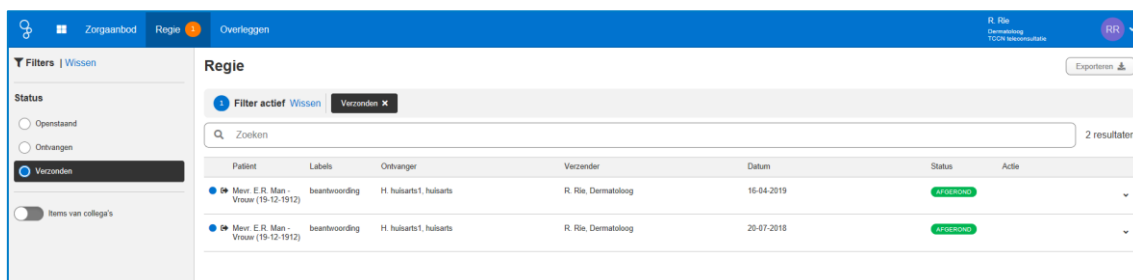 Zorgaanbod
Regie 1
Overleggen
R. Rie
Dermatoloog
TCCN teleconsultatie
RR
Filters | Wissen
Status
Openstaand
Ontvangen
Verzonden
Items van collega's
Regie
Exporteren
1 Filter actief Wissen
Verzonden ✕
Zoeken
2 resultaten
Patiënt Labels Ontvanger Verzender Datum Status Actie
Mevr. E.R. Man - beantwoording H. huisarts1, huisarts R. Rie, Dermatoloog 16-04-2019 AFGEROND
Vrouw (19-12-1912)
Mevr. E.R. Man - beantwoording H. huisarts1, huisarts R. Rie, Dermatoloog 20-07-2018 AFGEROND
Vrouw (19-12-1912)